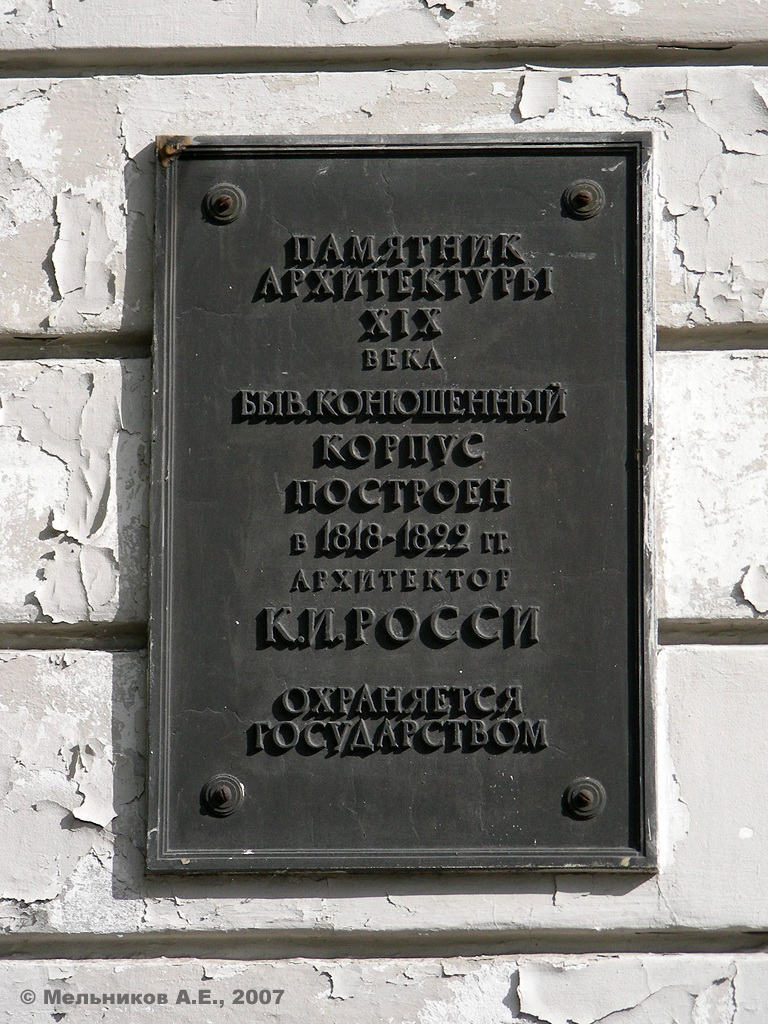 ПАМЯТНИК
АРХИТЕКТУРЫ
XIX
ВЕКА
БЫВ. КОНЮШЕННЫЙ
КОРПУС
ПОСТРОЕН
В 1818-1822 ГГ.
АРХИТЕКТОР
К.И.РОССИ
ОХРАНЯЕТСЯ
ГОСУДАРСТВОМ
© Мельников А.Е., 2007